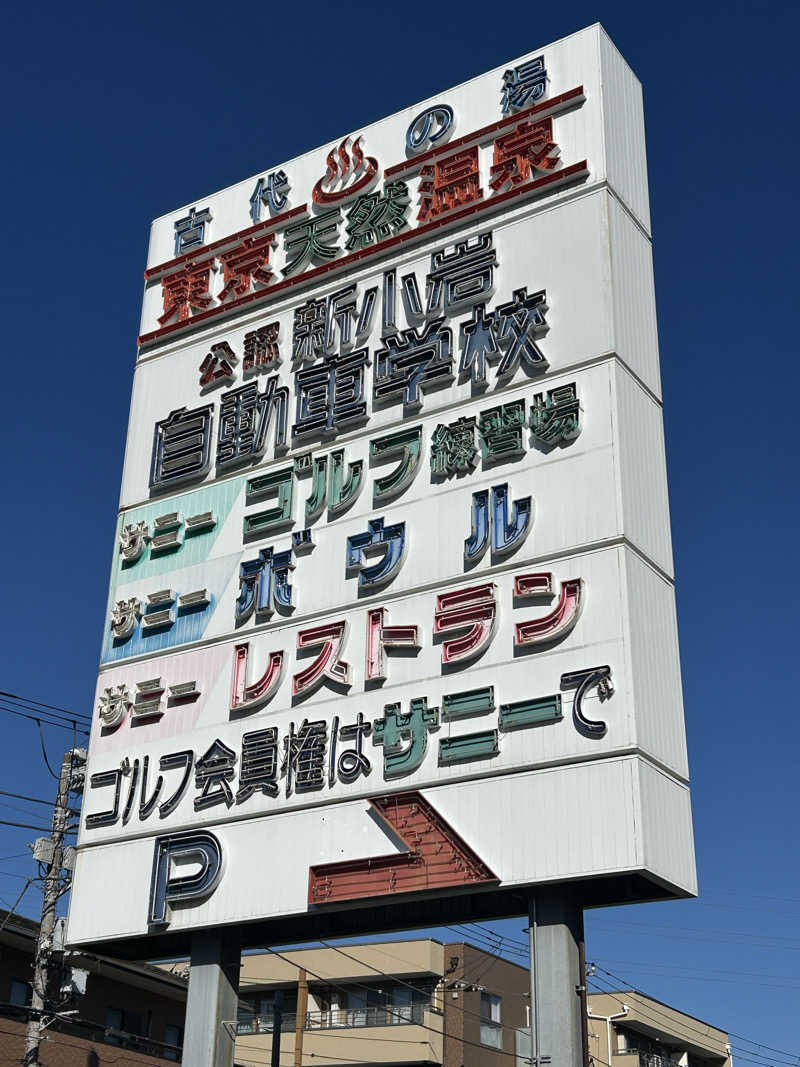 古代の湯
東京天然温泉
公認 新小岩
自動車学校
サニー ゴルフ練習場
サニー ボウル
サニー レストラン
ゴルフ会員権はサニーで
P